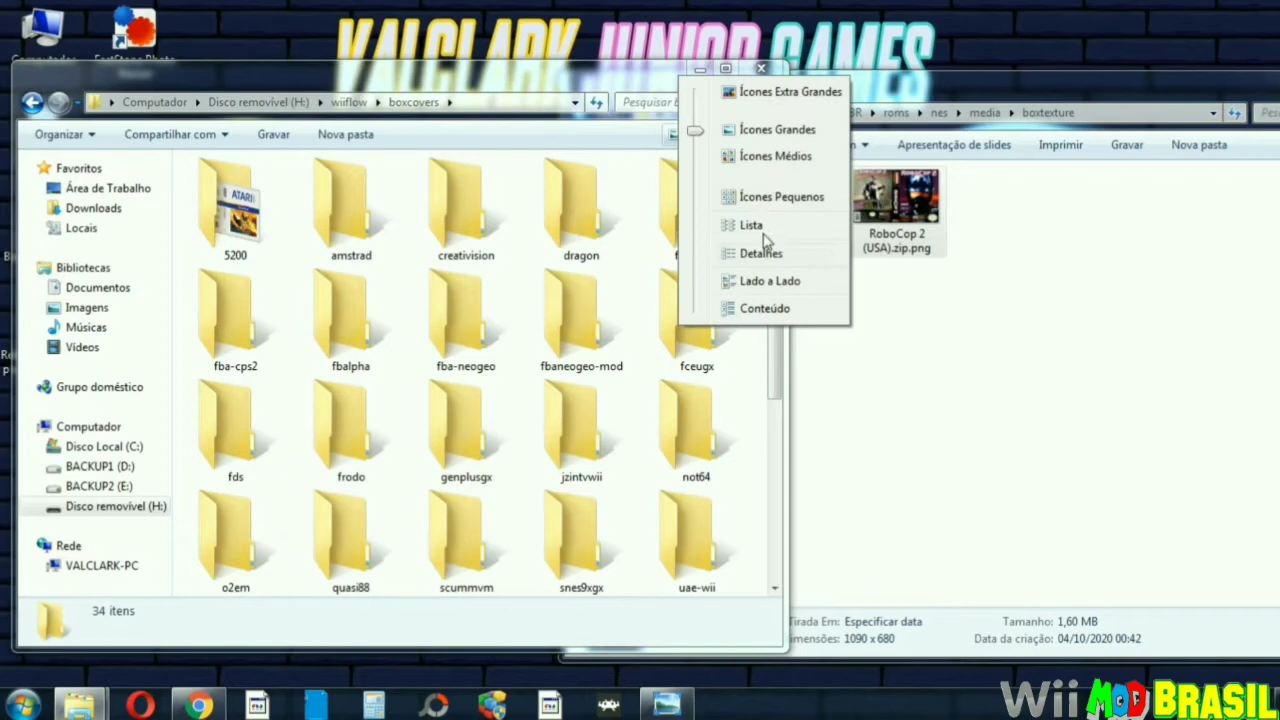 VALCLARK JUNIOR GAMES
Computador ▸ Disco removível (H:) ▸ wiiflow ▸ boxcovers ▸
Pesquisar
Organizar
Compartilhar com
Gravar
Nova pasta
Favoritos
Área de Trabalho
Downloads
Locais
Bibliotecas
Documentos
Imagens
Músicas
Vídeos
Grupo doméstico
Computador
Disco Local (C:)
BACKUP1 (D:)
BACKUP2 (E:)
Disco removível (H:)
Rede
VALCLARK-PC
ATARI
5200
amstrad
creativision
dragon
fba-cps2
fbalpha
fba-neogeo
fbaneogeo-mod
fceugx
fds
frodo
genplusgx
jzintvwii
not64
o2em
quasi88
scummvm
snes9xgx
uae-wii
34 itens
Ícones Extra Grandes
Ícones Grandes
Ícones Médios
Ícones Pequenos
Lista
Detalhes
Lado a Lado
Conteúdo
roms ▸ nes ▸ media ▸ boxtexture
Apresentação de slides
Imprimir
Gravar
Nova pasta
RoboCop 2
(USA).zip.png
Tirada Em: Especificar data
Tamanho: 1,60 MB
imensões: 1090 x 680
Data da criação: 04/10/2020 00:42
Wii MOD BRASIL